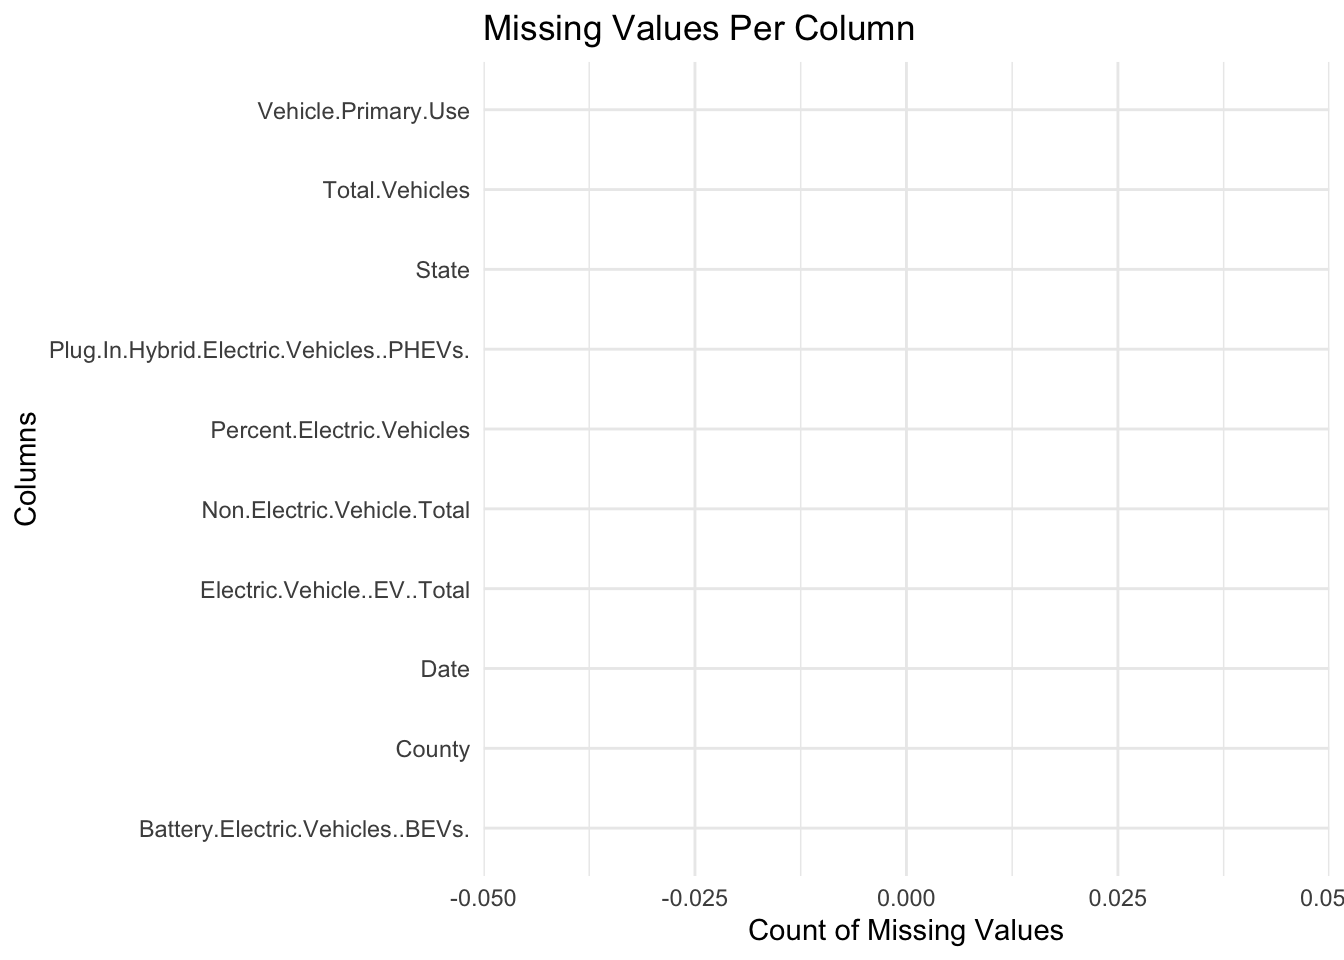 Missing Values Per Column
Vehicle.Primary.Use
Total.Vehicles
State
Plug.In.Hybrid.Electric.Vehicles..PHEVs.
Percent.Electric.Vehicles
Non.Electric.Vehicle.Total
Electric.Vehicle..EV..Total
Date
County
Battery.Electric.Vehicles..BEVs.
Columns
-0.050 -0.025 0.000 0.025 0.05
Count of Missing Values